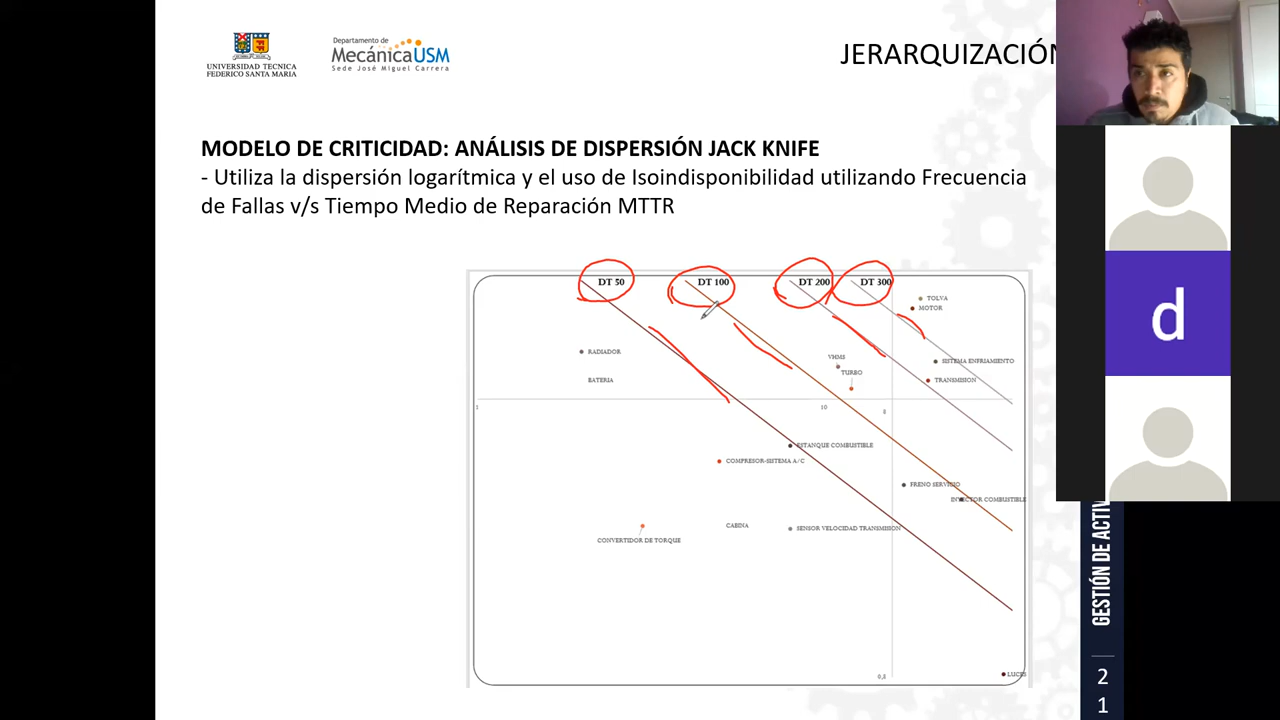 UNIVERSIDAD TECNICA
FEDERICO SANTA MARIA
Departamento de
MecánicaUSM
Sede José Miguel Carrera
JERARQUIZACIÓN
MODELO DE CRITICIDAD: ANÁLISIS DE DISPERSIÓN JACK KNIFE
- Utiliza la dispersión logarítmica y el uso de Isoindisponibilidad utilizando Frecuencia
de Fallas v/s Tiempo Medio de Reparación MTTR
DT 50
DT 100
DT 200
DT 300
TOLVA
MOTOR
RADIADOR
VHMS
SISTEMA ENFRIAMIENTO
TURBO
BATERIA
TRANSMISION
1
10
8
ESTANQUE COMBUSTIBLE
COMPRESOR-SISTEMA A/C
FRENO SERVICIO
INYECTOR COMBUSTIBLE
CABINA
SENSOR VELOCIDAD TRANSMISION
CONVERTIDOR DE TORQUE
0,8
LUCES
d
GESTIÓN DE ACTIV
2
1